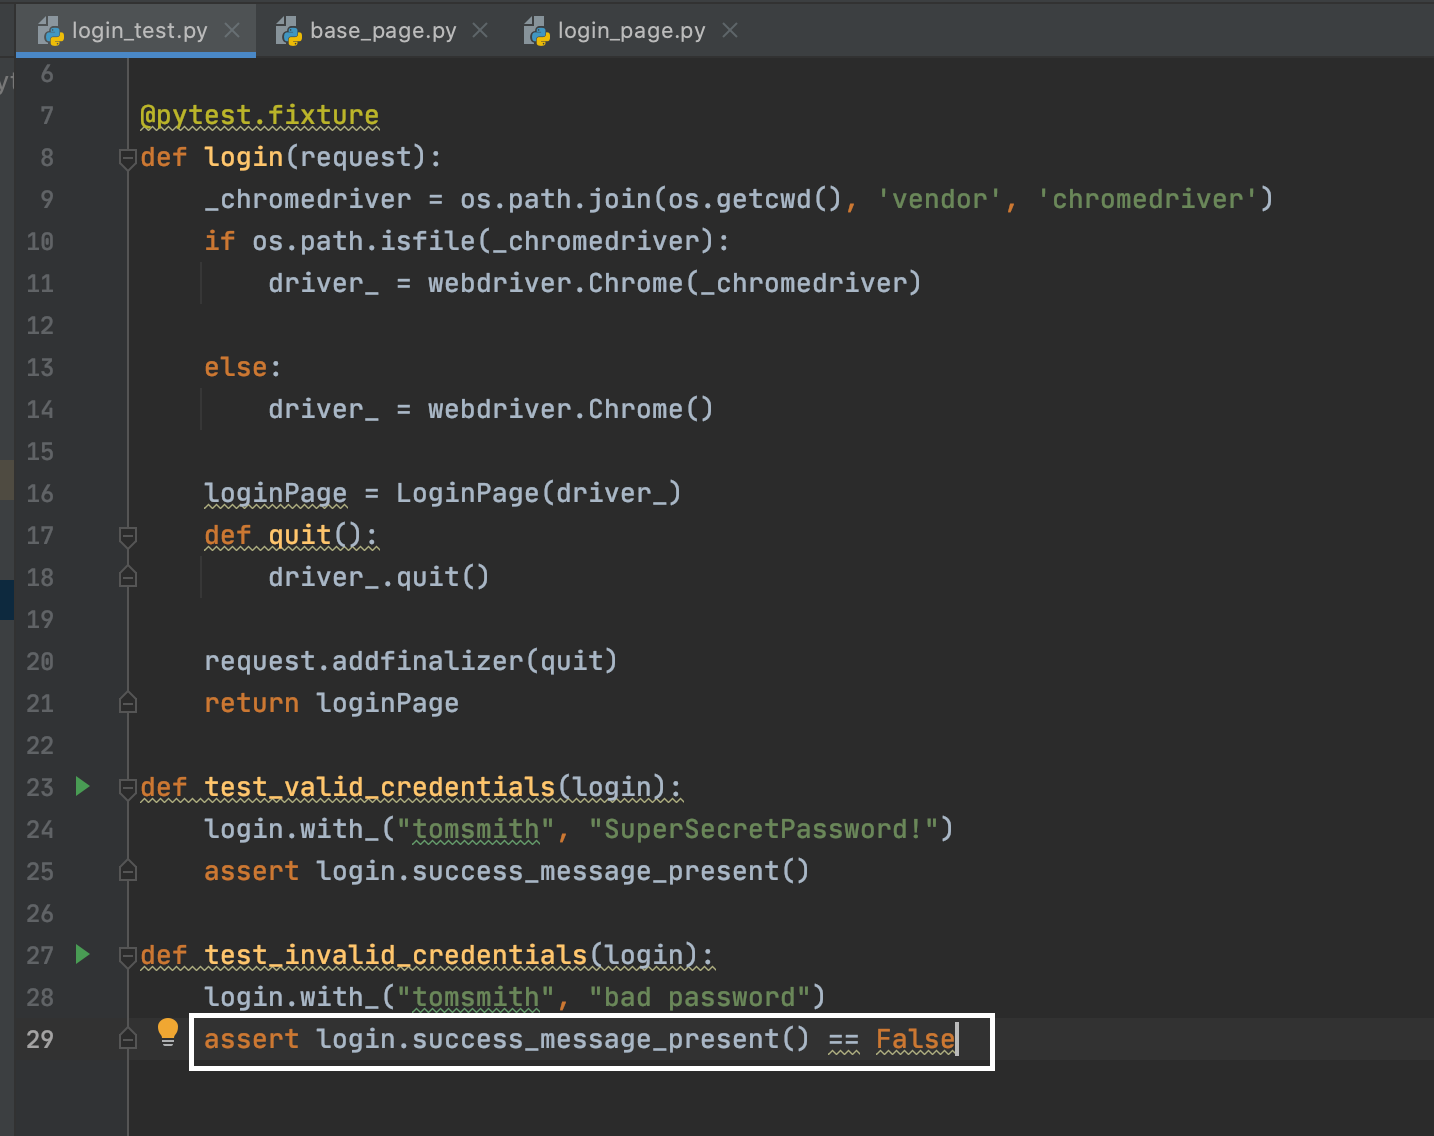 login_test.py base_page.py login_page.py
6
7 @pytest.fixture
8 def login(request):
9 _chromedriver = os.path.join(os.getcwd(), 'vendor', 'chromedriver')
10 if os.path.isfile(_chromedriver):
11 driver_ = webdriver.Chrome(_chromedriver)
12
13 else:
14 driver_ = webdriver.Chrome()
15
16 loginPage = LoginPage(driver_)
17 def quit():
18 driver_.quit()
19
20 request.addfinalizer(quit)
21 return loginPage
22
23 def test_valid_credentials(login):
24 login.with_("tomsmith", "SuperSecretPassword!")
25 assert login.success_message_present()
26
27 def test_invalid_credentials(login):
28 login.with_("tomsmith", "bad password")
29 assert login.success_message_present() == False